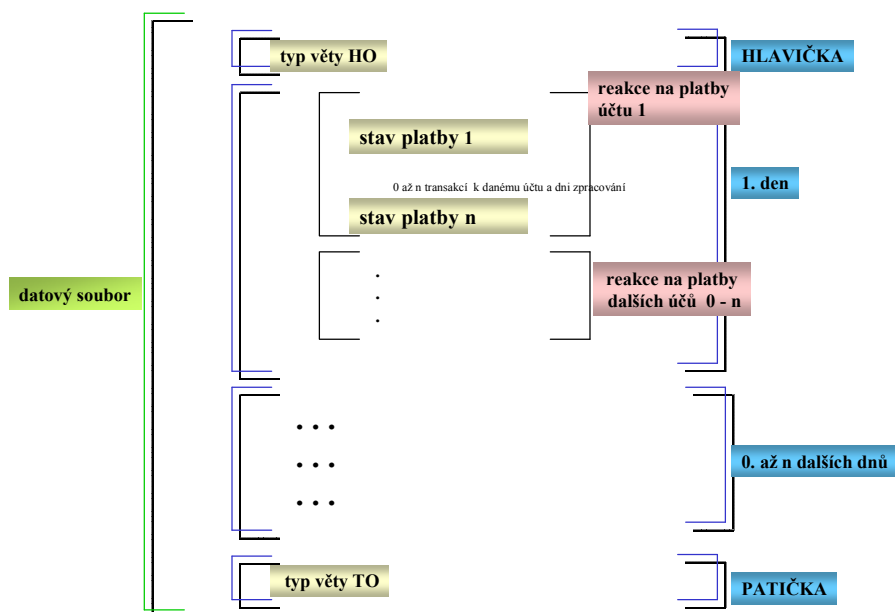 typ věty HO
HLAVIČKA
reakce na platby
účtu 1
stav platby 1
0 až n transakcí k danému účtu a dni zpracování
1. den
stav platby n
datový soubor
.
.
.
reakce na platby
dalších účů 0 - n
. . .
. . .
. . .
0. až n dalších dnů
typ věty TO
PATIČKA